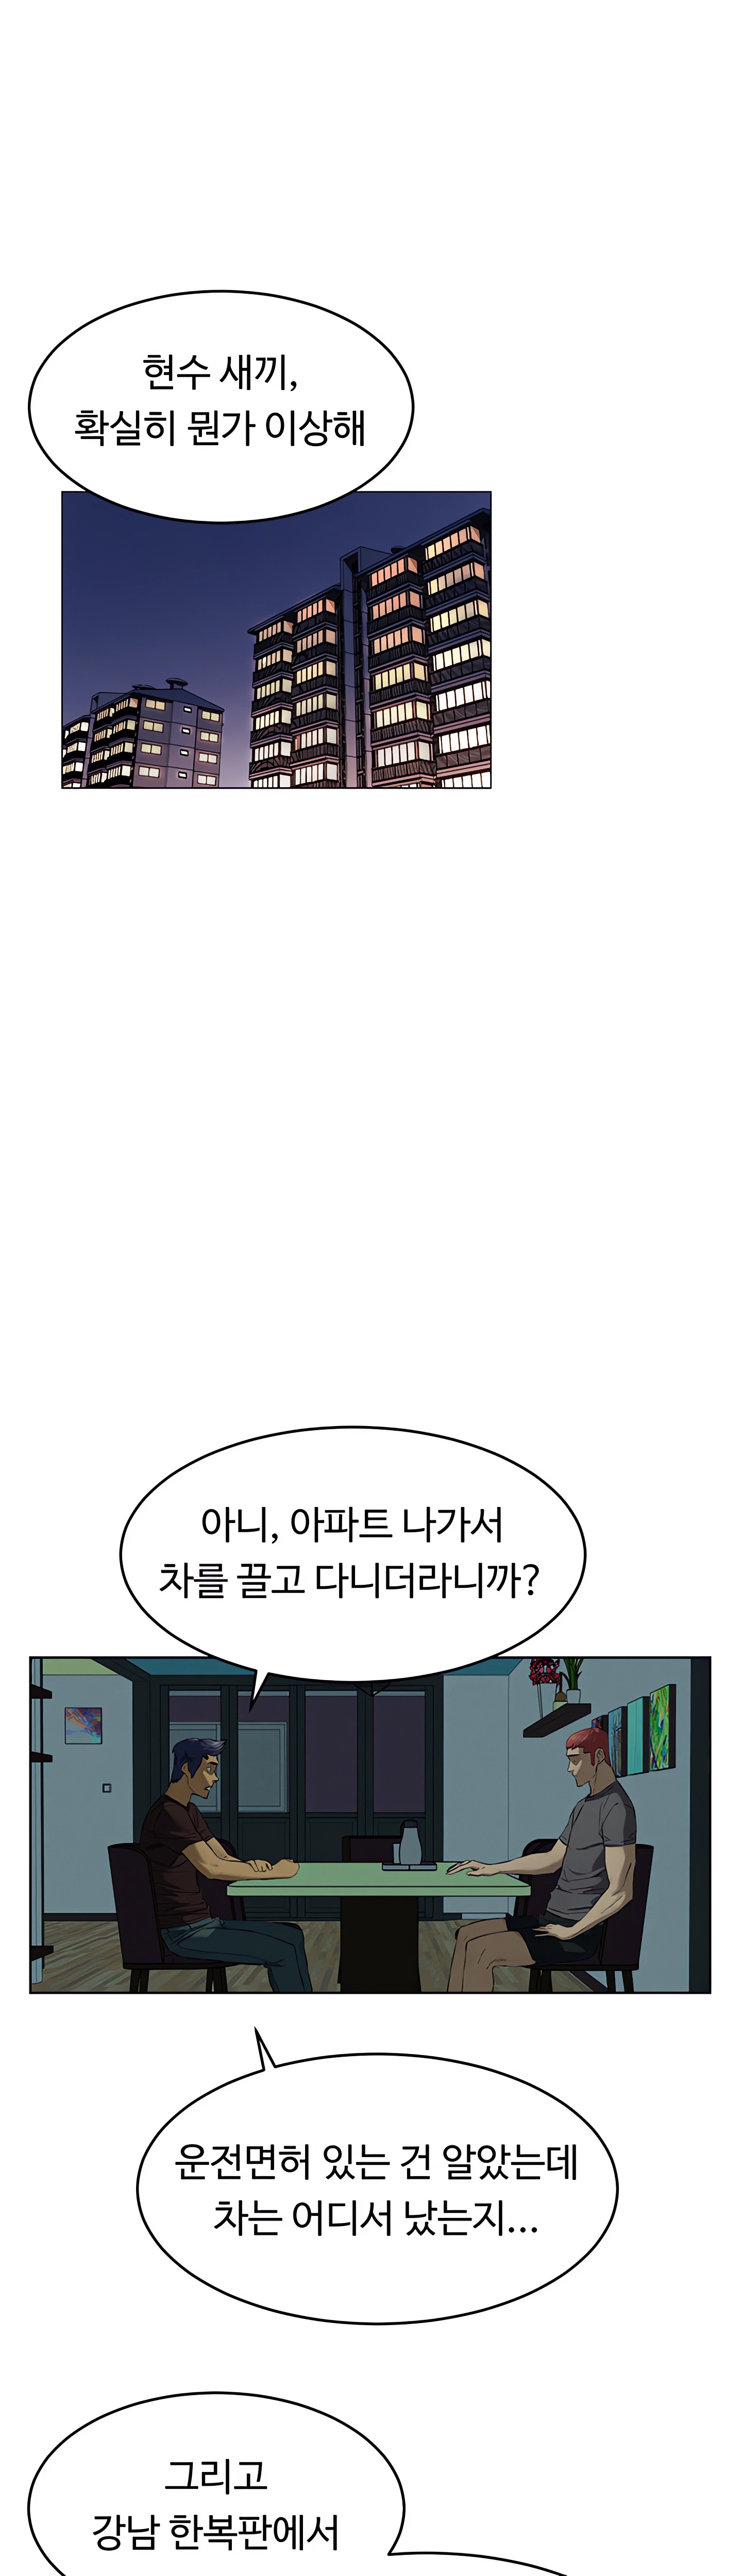 현수 새끼,
확실히 뭔가 이상해
아니, 아파트 나가서
차를 끌고 다니더라니까?
운전면허 있는 건 알았는데
차는 어디서 났는지...
그리고
강남 한복판에서